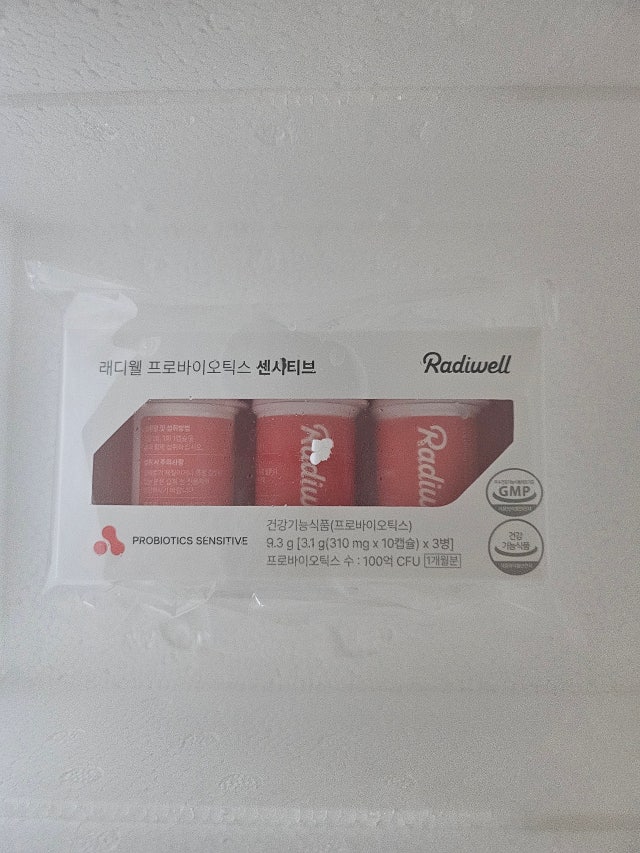 래디웰 프로바이오틱스 센시티브
Radiwell
Radiw
Radiw
PROBIOTICS SENSITIVE
건강기능식품(프로바이오틱스)
9.3 g [3.1 g(310 mg x 10캡슐) x 3병]
프로바이오틱스 수 : 100억 CFU 1개월분
GMP
건강
기능식품